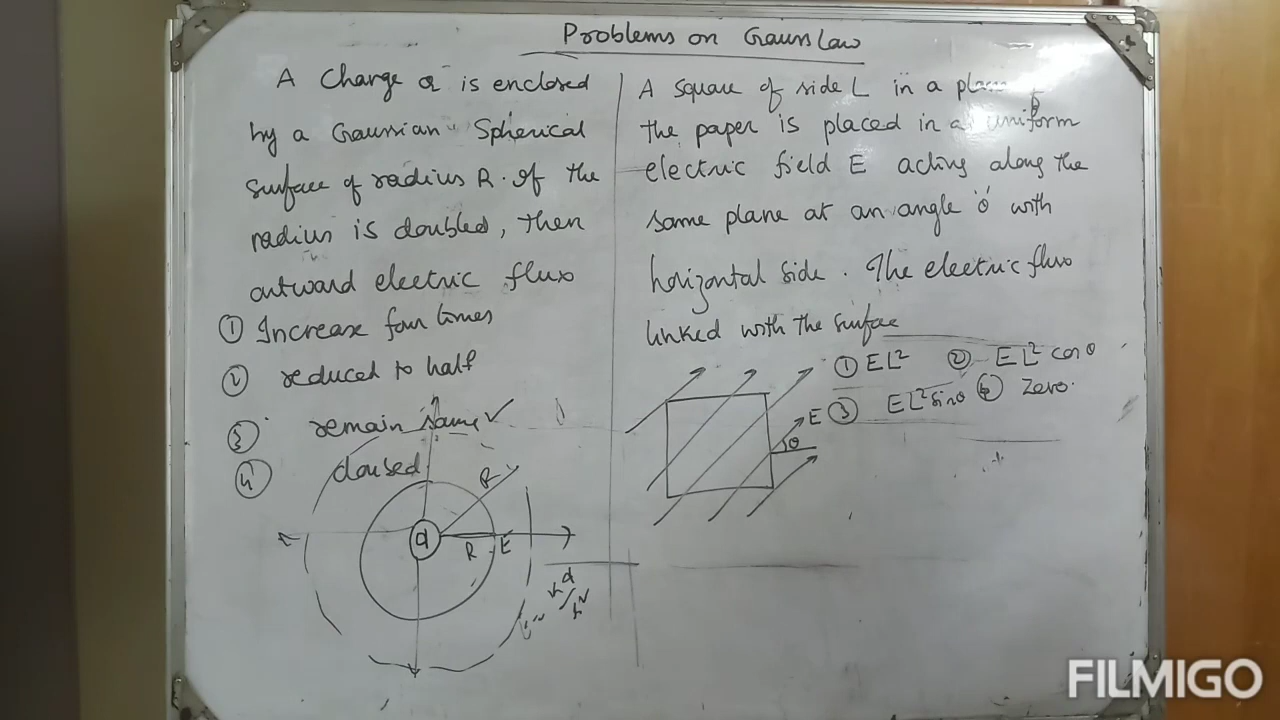 Problems on Gauss Law
A Charge Q is enclosed
by a Gaussian Spherical
surface of radius R. If the
radius is doubled, then
outward electric flux
① Increase four times
② reduced to half
③ remain same ✓
④ doubled
R
q
R
E
A square of side L in a plane
the paper is placed in a uniform
electric field E acting along the
same plane at an angle θ with
horizontal side. The electric flux
linked with the surface
① EL² ② EL² cosθ
③ EL² sinθ ④ Zero.
E
θ
FILMIGO